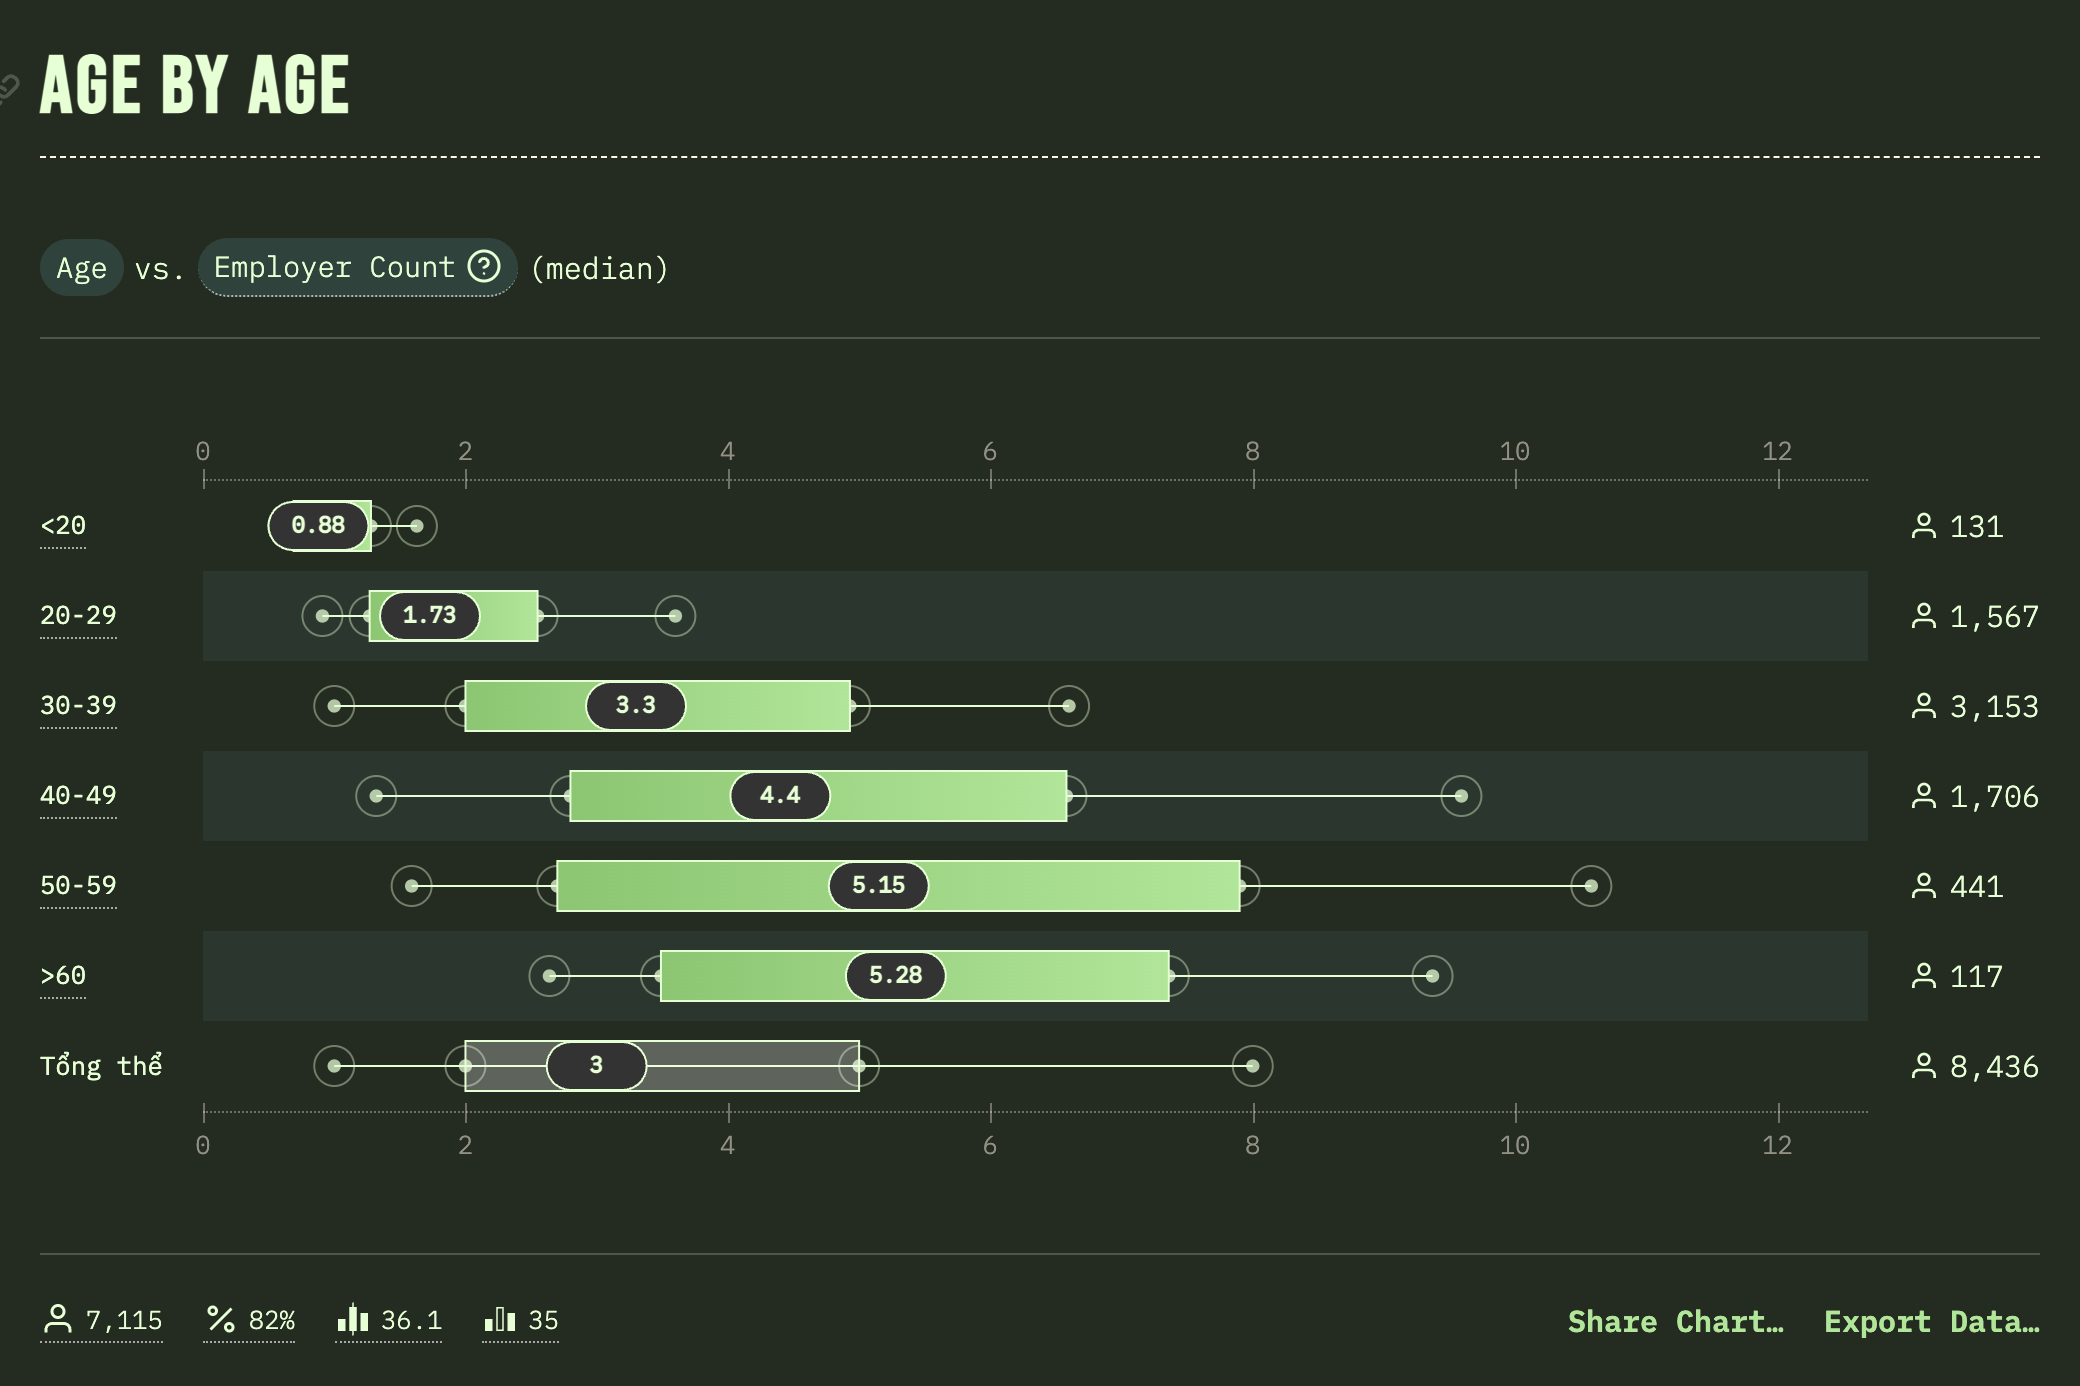 AGE BY AGE
Age vs. Employer Count (median)
0 2 4 6 8 10 12
<20 0.88 131
20-29 1.73 1,567
30-39 3.3 3,153
40-49 4.4 1,706
50-59 5.15 441
>60 5.28 117
Tổng thể 3 8,436
0 2 4 6 8 10 12
7,115 82% 36.1 35 Share Chart… Export Data…